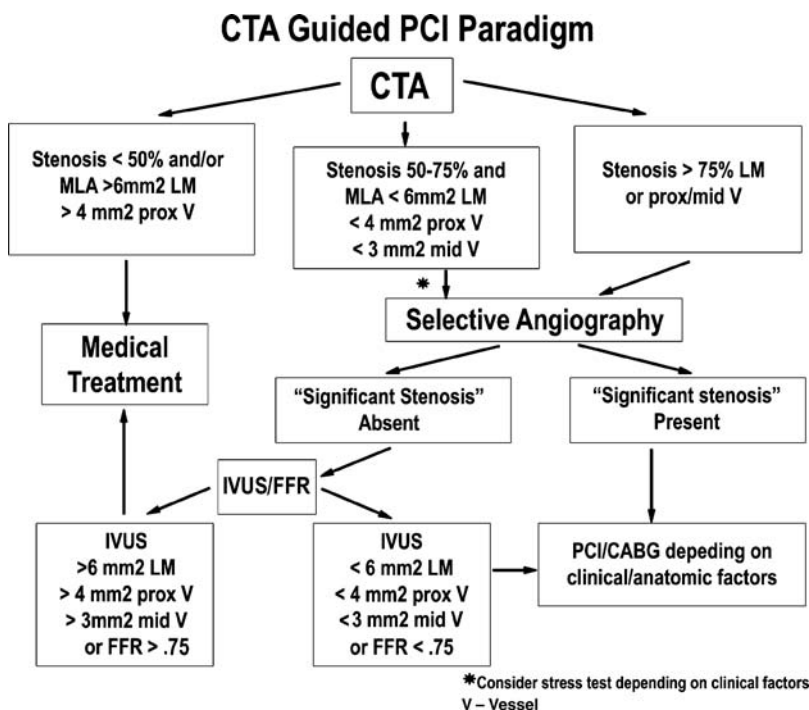 CTA Guided PCI Paradigm
CTA
Stenosis < 50% and/or
MLA >6mm2 LM
> 4 mm2 prox V
Stenosis 50-75% and
MLA < 6mm2 LM
< 4 mm2 prox V
< 3 mm2 mid V
Stenosis > 75% LM
or prox/mid V
*
Selective Angiography
Medical
Treatment
“Significant Stenosis”
Absent
“Significant stenosis”
Present
IVUS/FFR
IVUS
>6 mm2 LM
> 4 mm2 prox V
> 3mm2 mid V
or FFR > .75
IVUS
< 6 mm2 LM
< 4 mm2 prox V
<3 mm2 mid V
or FFR < .75
PCI/CABG depeding on
clinical/anatomic factors
*Consider stress test depending on clinical factors
V – Vessel